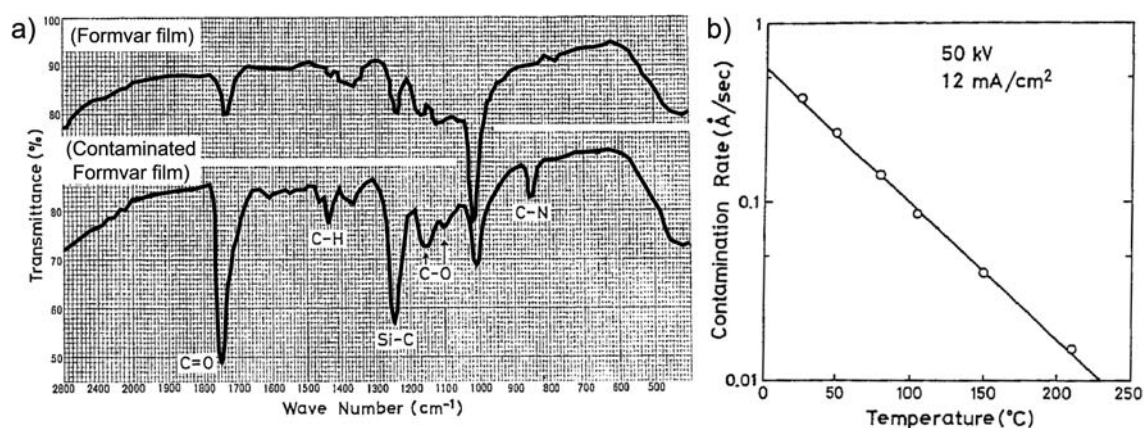 a) (Formvar film)
100
90
80
(Contaminated
Formvar film)
80
70
60
50
Transmittance (%)
C=O
C-H
Si-C
C-O
C-N
2800 2400 2000 1900 1800 1700 1600 1500 1400 1300 1200 1100 1000 900 800 700 600 500
Wave Number (cm⁻¹)
b)
50 kV
12 mA/cm²
1
0.1
0.01
Contamination Rate (Å/sec)
0 50 100 150 200 250
Temperature (°C)